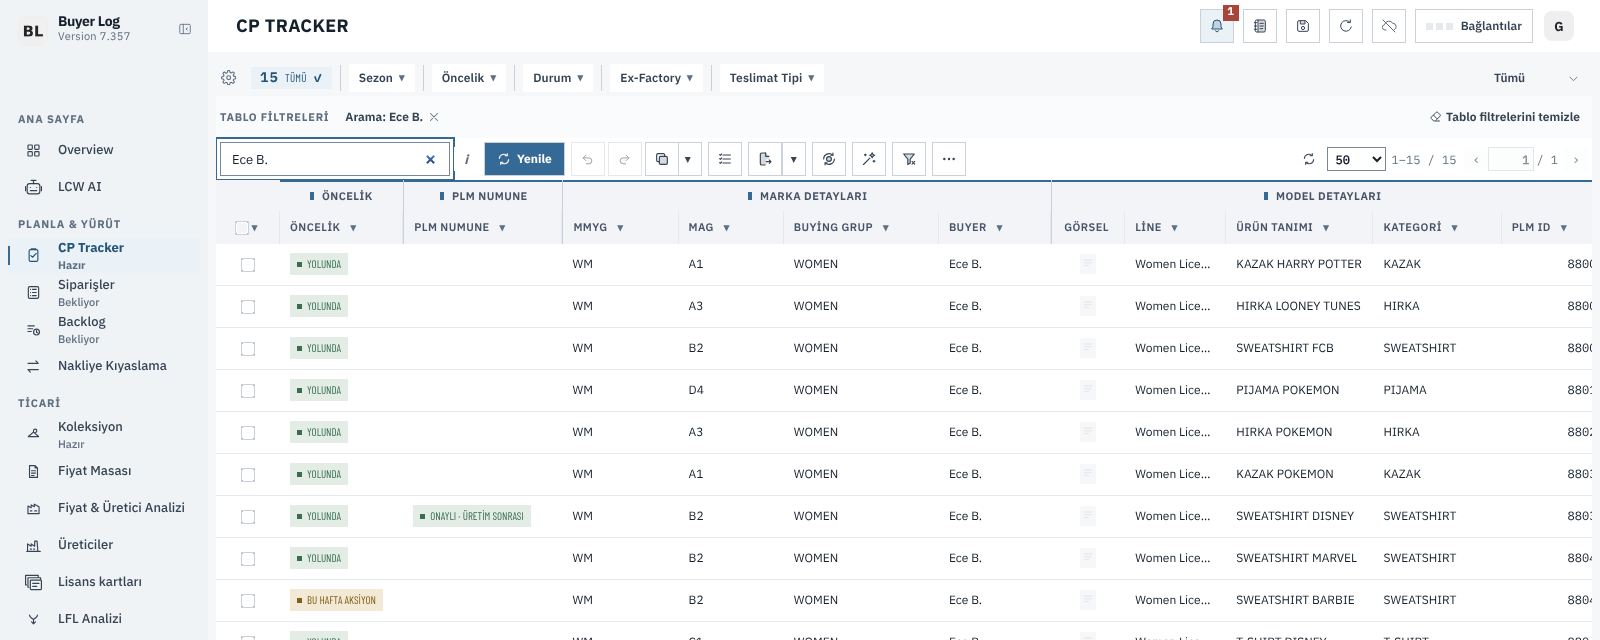 BL
Buyer Log
Version 7.357
CP TRACKER
1
Bağlantılar
G
15 TÜMÜ
Sezon
Öncelik
Durum
Ex-Factory
Teslimat Tipi
Tümü
ANA SAYFA
Overview
LCW AI
PLANLA & YÜRÜT
CP Tracker
Hazır
Siparişler
Bekliyor
Backlog
Bekliyor
Nakliye Kıyaslama
TİCARİ
Koleksiyon
Hazır
Fiyat Masası
Fiyat & Üretici Analizi
Üreticiler
Lisans kartları
LFL Analizi
TABLO FİLTRELERİ Arama: Ece B.
Tablo filtrelerini temizle
Ece B.
i
Yenile
50 1–15 / 15 1 / 1
ÖNCELİK PLM NUMUNE MARKA DETAYLARI MODEL DETAYLARI
ÖNCELİK PLM NUMUNE MMYG MAG BUYİNG GRUP BUYER GÖRSEL LİNE ÜRÜN TANIMI KATEGORİ PLM ID
YOLUNDA WM A1 WOMEN Ece B. Women Lice... KAZAK HARRY POTTER KAZAK 880
YOLUNDA WM A3 WOMEN Ece B. Women Lice... HIRKA LOONEY TUNES HIRKA 880
YOLUNDA WM B2 WOMEN Ece B. Women Lice... SWEATSHIRT FCB SWEATSHIRT 880
YOLUNDA WM D4 WOMEN Ece B. Women Lice... PIJAMA POKEMON PIJAMA 880
YOLUNDA WM A3 WOMEN Ece B. Women Lice... HIRKA POKEMON HIRKA 880
YOLUNDA WM A1 WOMEN Ece B. Women Lice... KAZAK POKEMON KAZAK 880
YOLUNDA ONAYLI · ÜRETİM SONRASI WM B2 WOMEN Ece B. Women Lice... SWEATSHIRT DISNEY SWEATSHIRT 880
YOLUNDA WM B2 WOMEN Ece B. Women Lice... SWEATSHIRT MARVEL SWEATSHIRT 880
BU HAFTA AKSİYON WM B2 WOMEN Ece B. Women Lice... SWEATSHIRT BARBIE SWEATSHIRT 880